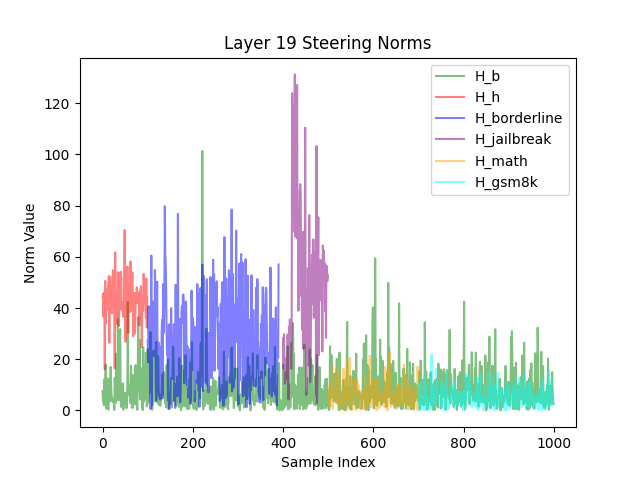 Layer 19 Steering Norms
Norm Value
120
100
80
60
40
20
0
0 200 400 600 800 1000
Sample Index
H_b
H_h
H_borderline
H_jailbreak
H_math
H_gsm8k